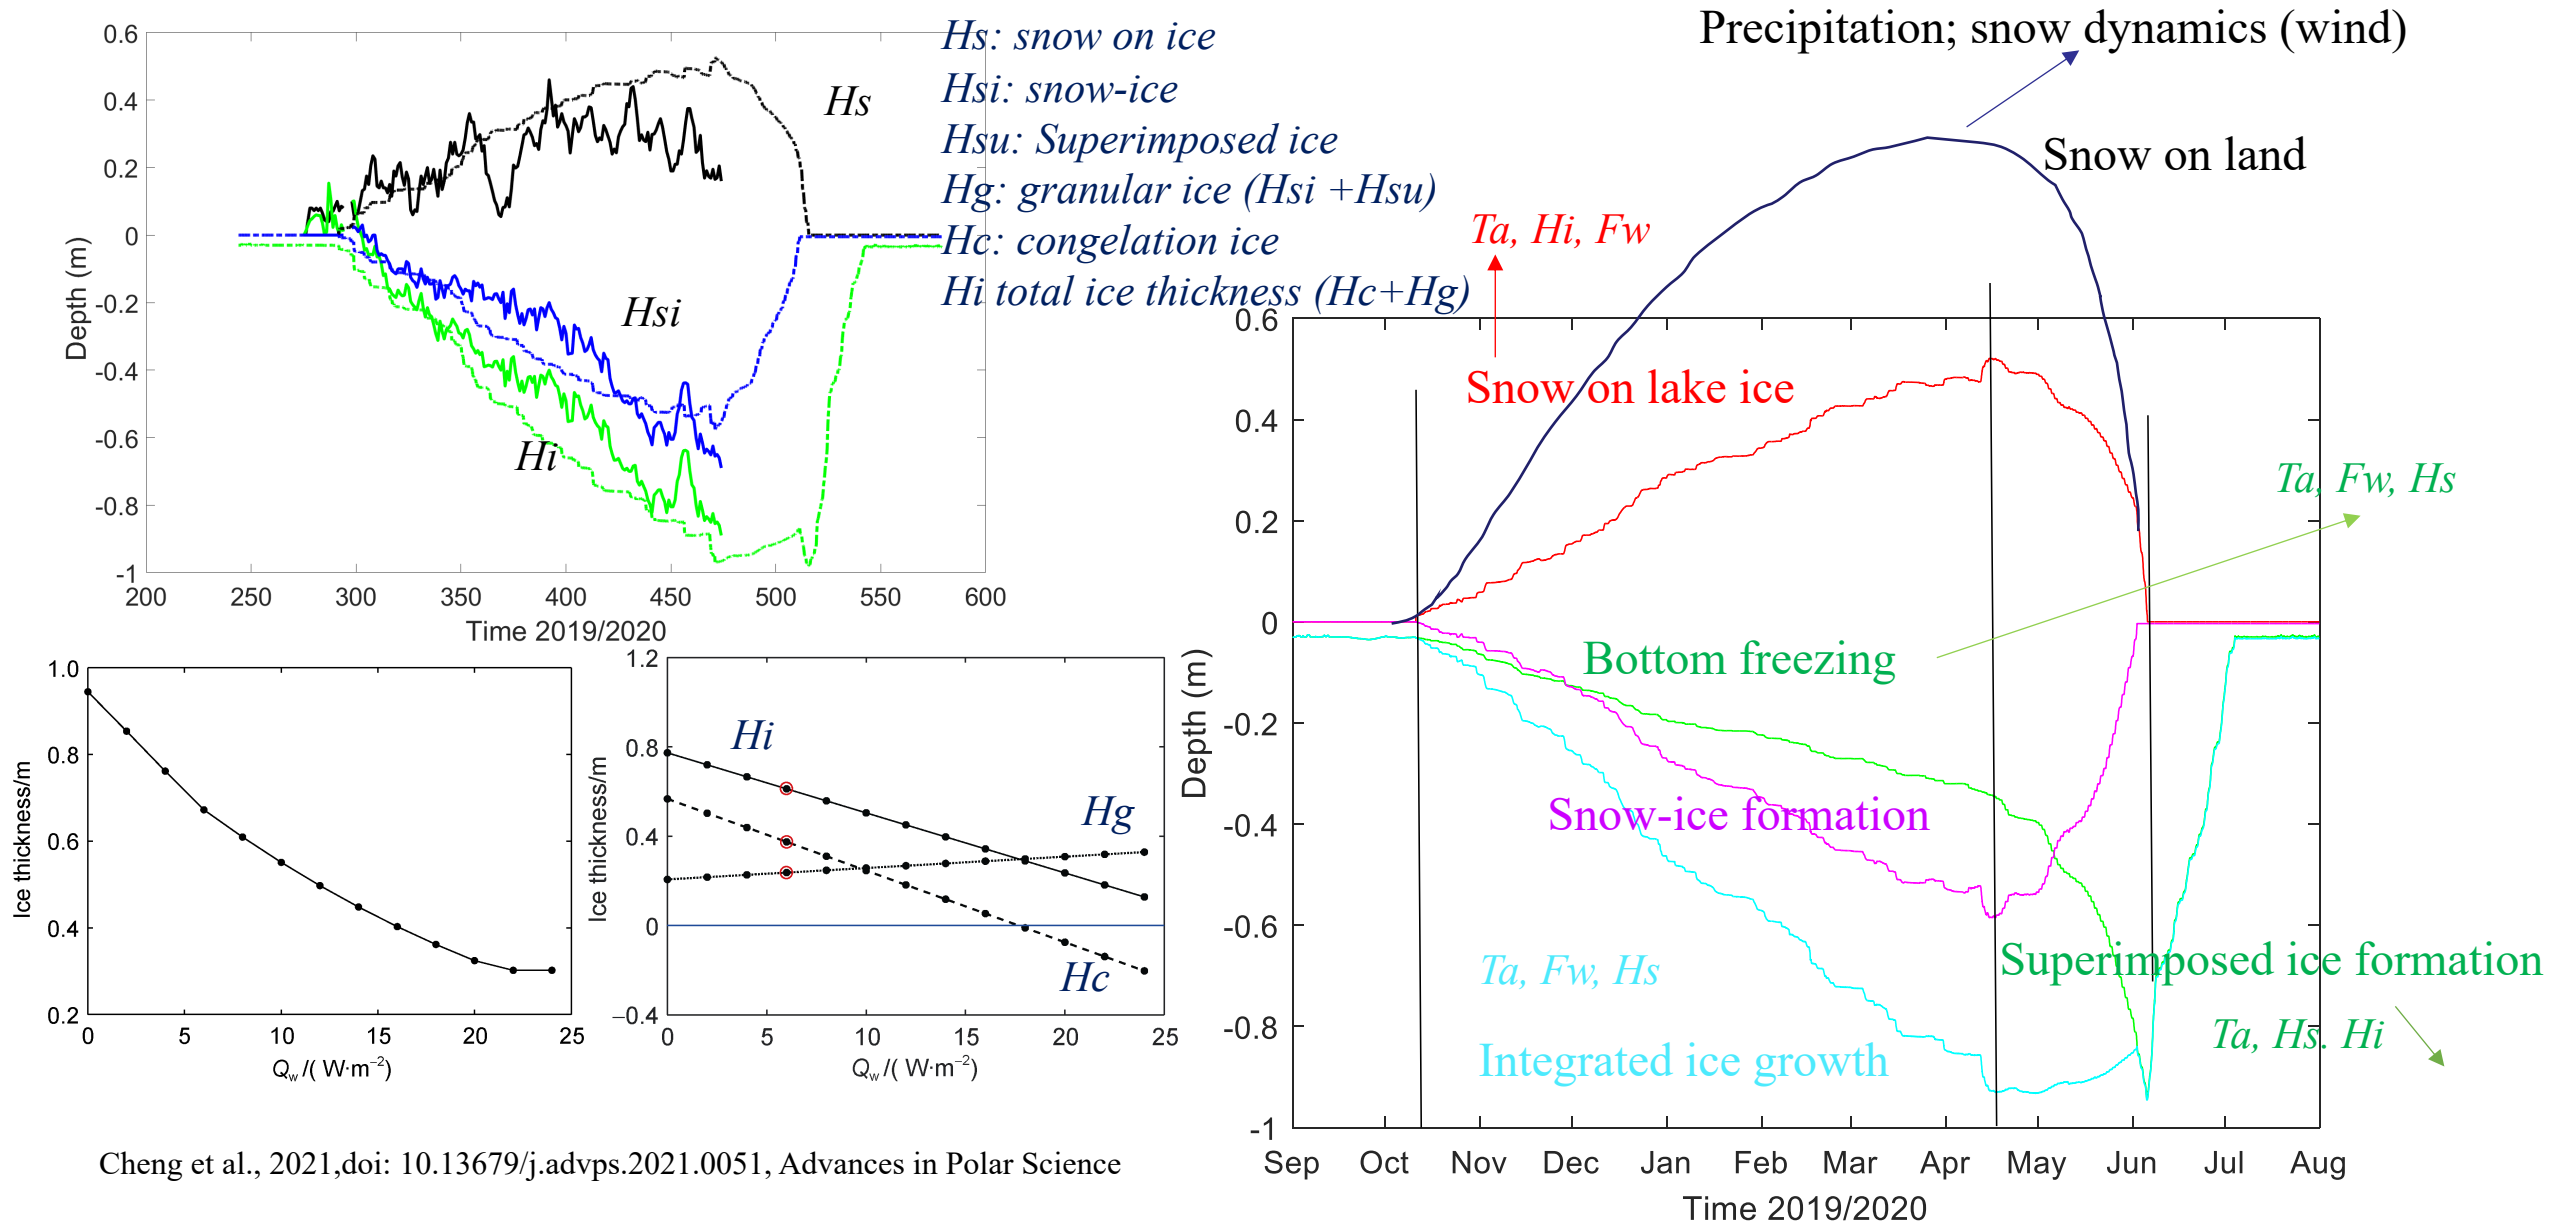 0.6
0.4
0.2
0
-0.2
-0.4
-0.6
-0.8
-1
Depth (m)
200 250 300 350 400 450 500 550 600
Time 2019/2020
Hs
Hsi
Hi
Hs: snow on ice
Hsi: snow-ice
Hsu: Superimposed ice
Hg: granular ice (Hsi +Hsu)
Hc: congelation ice
Hi total ice thickness (Hc+Hg)
1.0
0.8
0.6
0.4
0.2
Ice thickness/m
0 5 10 15 20 25
Qw/( W·m−2)
1.2
0.8
0.4
0
−0.4
Ice thickness/m
0 5 10 15 20 25
Qw/( W·m−2)
Hi
Hg
Hc
Cheng et al., 2021,doi: 10.13679/j.advps.2021.0051, Advances in Polar Science
Precipitation; snow dynamics (wind)
Snow on land
Ta, Hi, Fw
Snow on lake ice
Ta, Fw, Hs
Bottom freezing
Snow-ice formation
Superimposed ice formation
Ta, Fw, Hs
Ta, Hs. Hi
Integrated ice growth
0.6
0.4
0.2
0
-0.2
-0.4
-0.6
-0.8
-1
Depth (m)
Sep Oct Nov Dec Jan Feb Mar Apr May Jun Jul Aug
Time 2019/2020